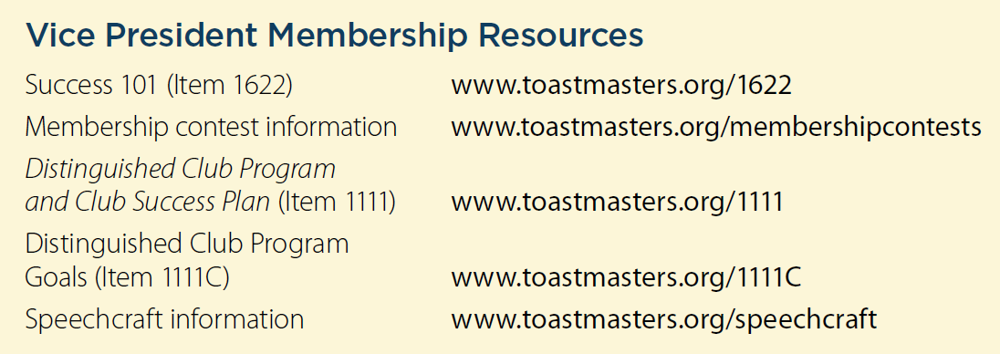 Vice President Membership Resources
Success 101 (Item 1622) www.toastmasters.org/1622
Membership contest information www.toastmasters.org/membershipcontests
Distinguished Club Program
and Club Success Plan (Item 1111) www.toastmasters.org/1111
Distinguished Club Program
Goals (Item 1111C) www.toastmasters.org/1111C
Speechcraft information www.toastmasters.org/speechcraft